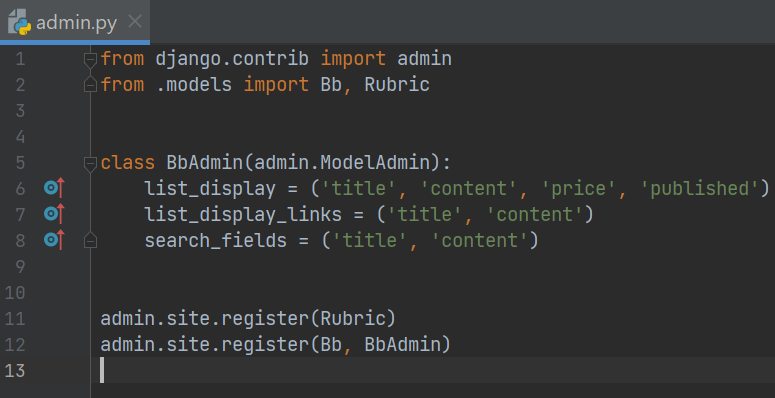 admin.py
1 from django.contrib import admin
2 from .models import Bb, Rubric
3
4
5 class BbAdmin(admin.ModelAdmin):
6     list_display = ('title', 'content', 'price', 'published')
7     list_display_links = ('title', 'content')
8     search_fields = ('title', 'content')
9
10
11 admin.site.register(Rubric)
12 admin.site.register(Bb, BbAdmin)
13